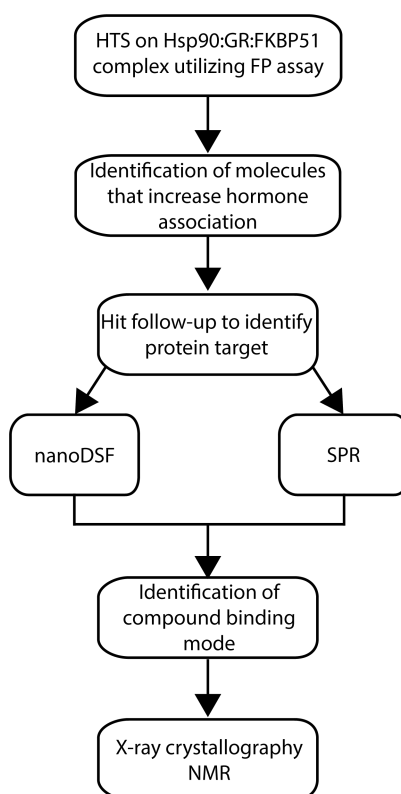 HTS on Hsp90:GR:FKBP51
complex utilizing FP assay
Identification of molecules
that increase hormone
association
Hit follow-up to identify
protein target
nanoDSF
SPR
Identification of
compound binding
mode
X-ray crystallography
NMR